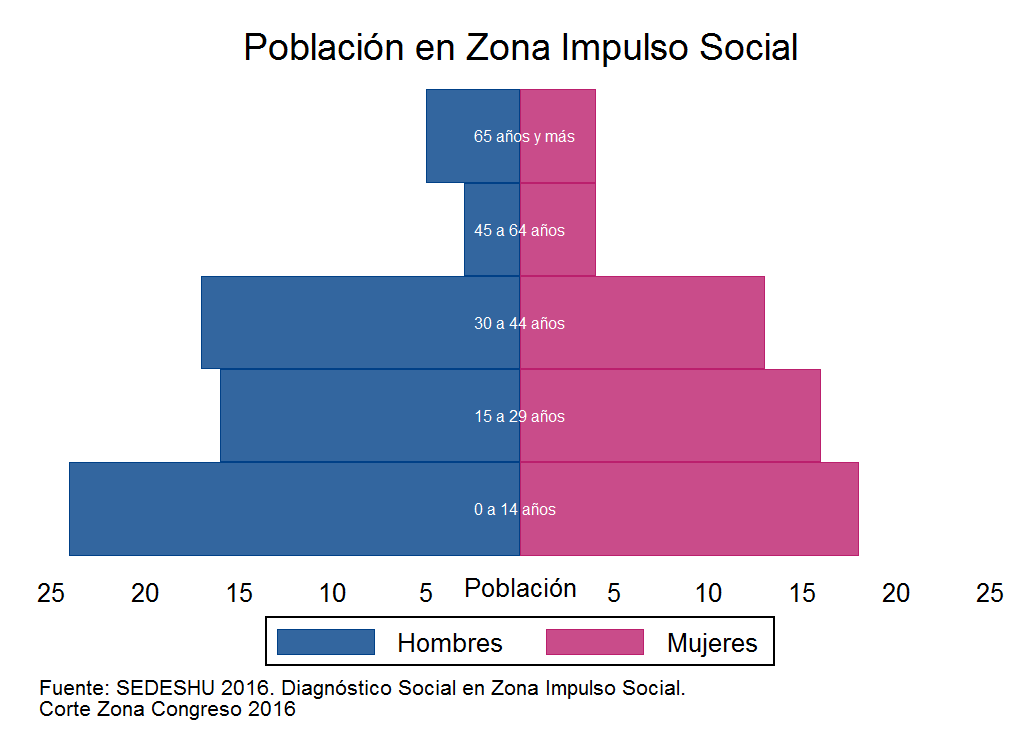 Población en Zona Impulso Social
65 años y más
45 a 64 años
30 a 44 años
15 a 29 años
0 a 14 años
25 20 15 10 5 Población 5 10 15 20 25
Hombres Mujeres
Fuente: SEDESHU 2016. Diagnóstico Social en Zona Impulso Social.
Corte Zona Congreso 2016